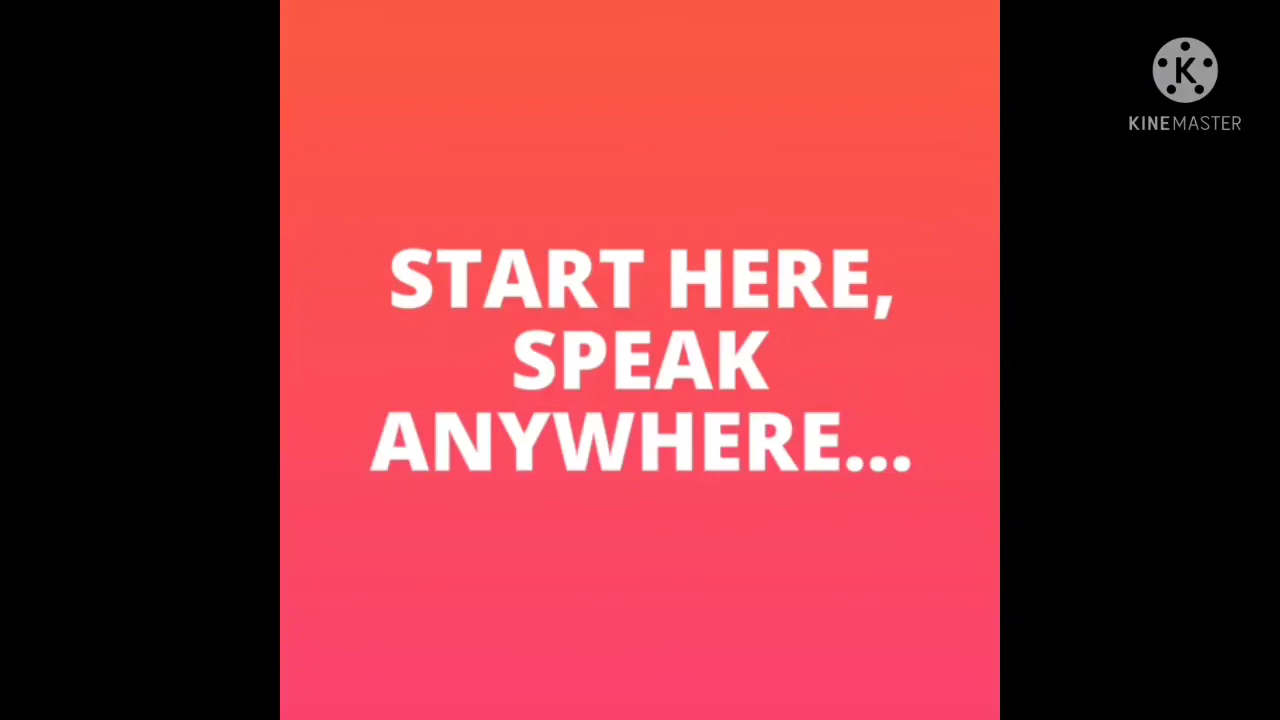 START HERE,
SPEAK
ANYWHERE...
K
KINEMASTER